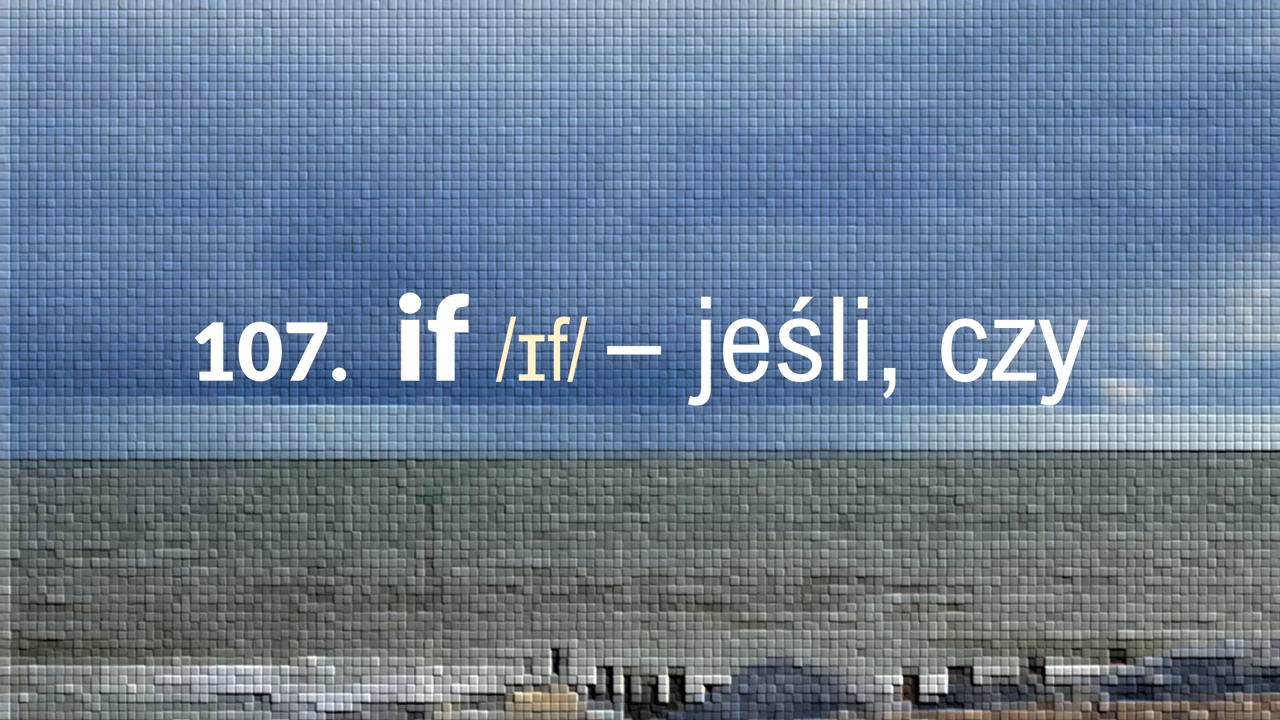 107. if /ɪf/ – jeśli, czy